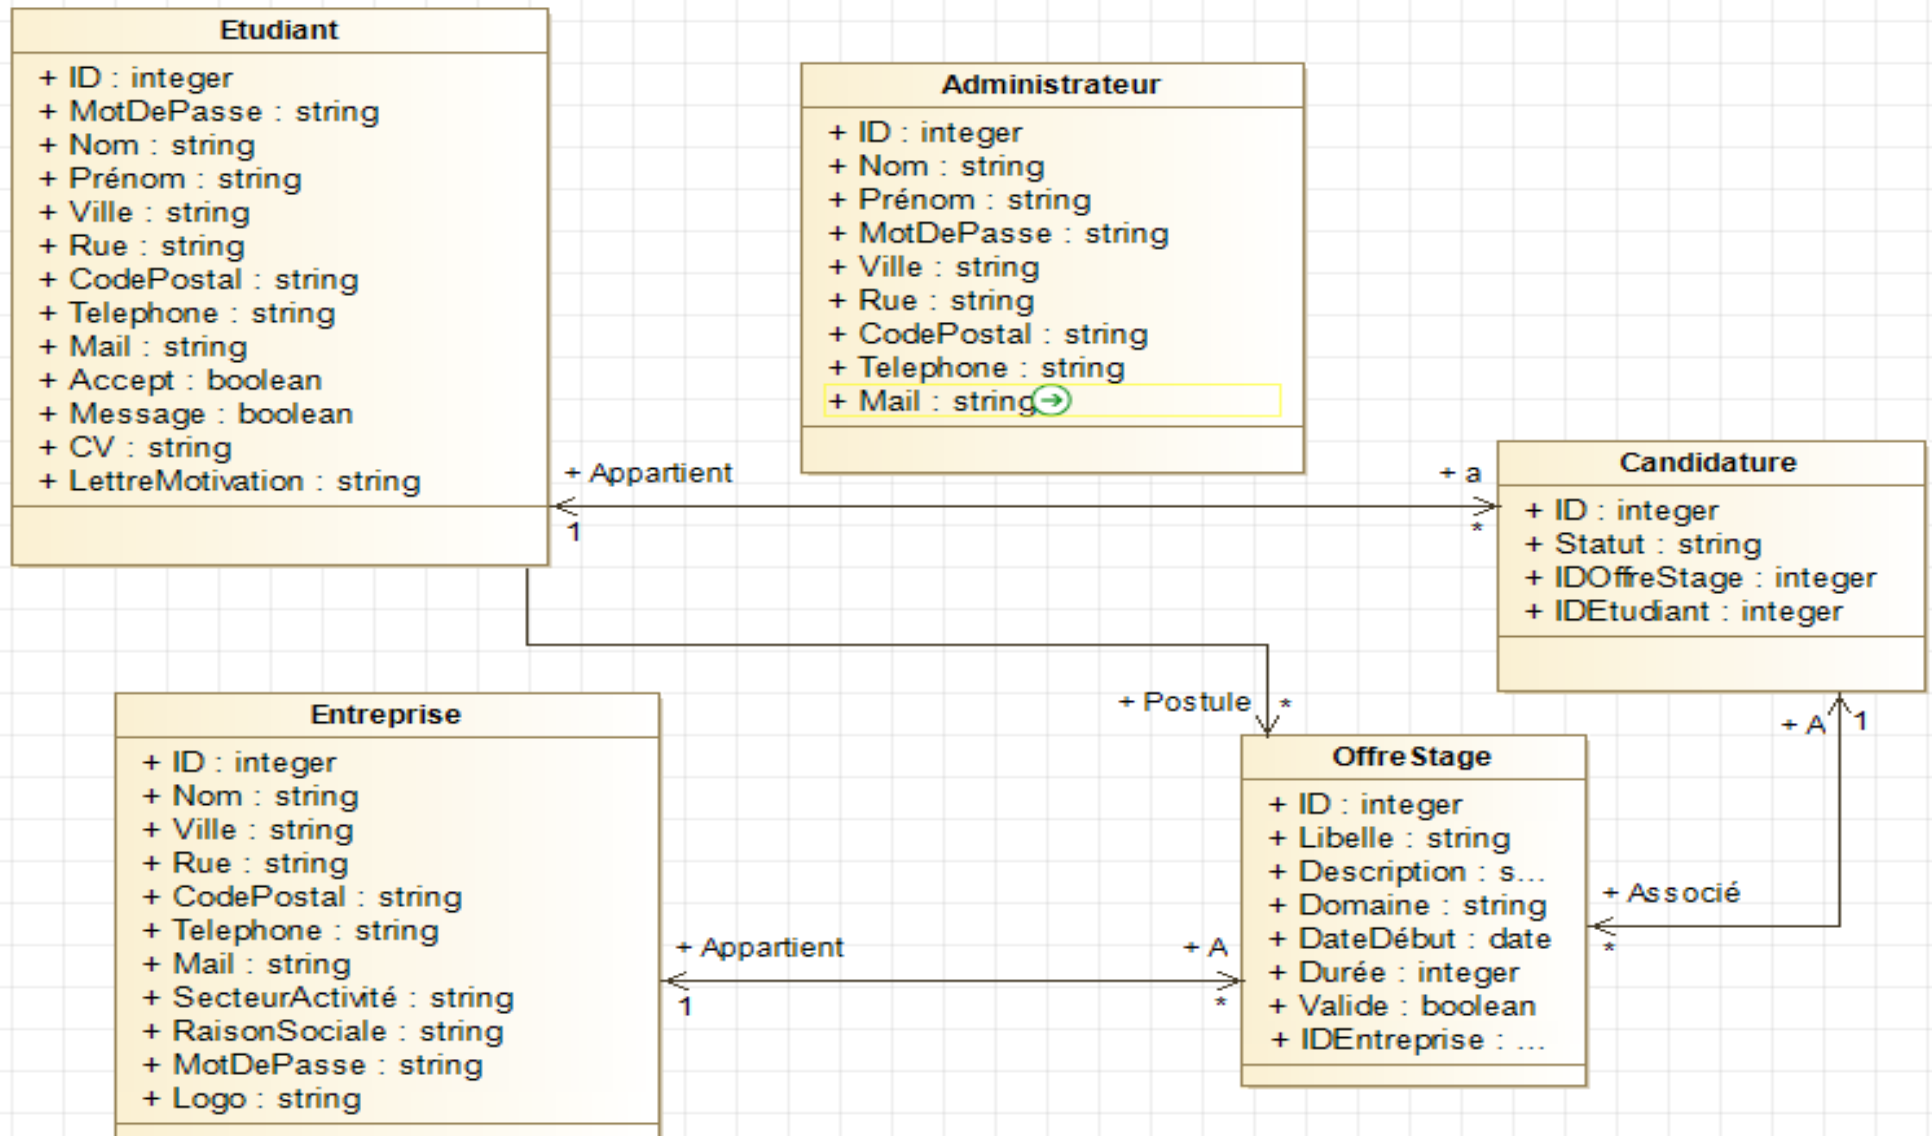 Etudiant
+ ID : integer
+ MotDePasse : string
+ Nom : string
+ Prénom : string
+ Ville : string
+ Rue : string
+ CodePostal : string
+ Telephone : string
+ Mail : string
+ Accept : boolean
+ Message : boolean
+ CV : string
+ LettreMotivation : string
Administrateur
+ ID : integer
+ Nom : string
+ Prénom : string
+ MotDePasse : string
+ Ville : string
+ Rue : string
+ CodePostal : string
+ Telephone : string
+ Mail : string
+ Appartient
1
+ a
*
Candidature
+ ID : integer
+ Statut : string
+ IDOffreStage : integer
+ IDEtudiant : integer
+ Postule
*
+ A
1
Entreprise
+ ID : integer
+ Nom : string
+ Ville : string
+ Rue : string
+ CodePostal : string
+ Telephone : string
+ Mail : string
+ SecteurActivité : string
+ RaisonSociale : string
+ MotDePasse : string
+ Logo : string
+ Appartient
1
+ A
*
OffreStage
+ ID : integer
+ Libelle : string
+ Description : s...
+ Domaine : string
+ DateDébut : date
+ Durée : integer
+ Valide : boolean
+ IDEntreprise : ...
+ Associé
*